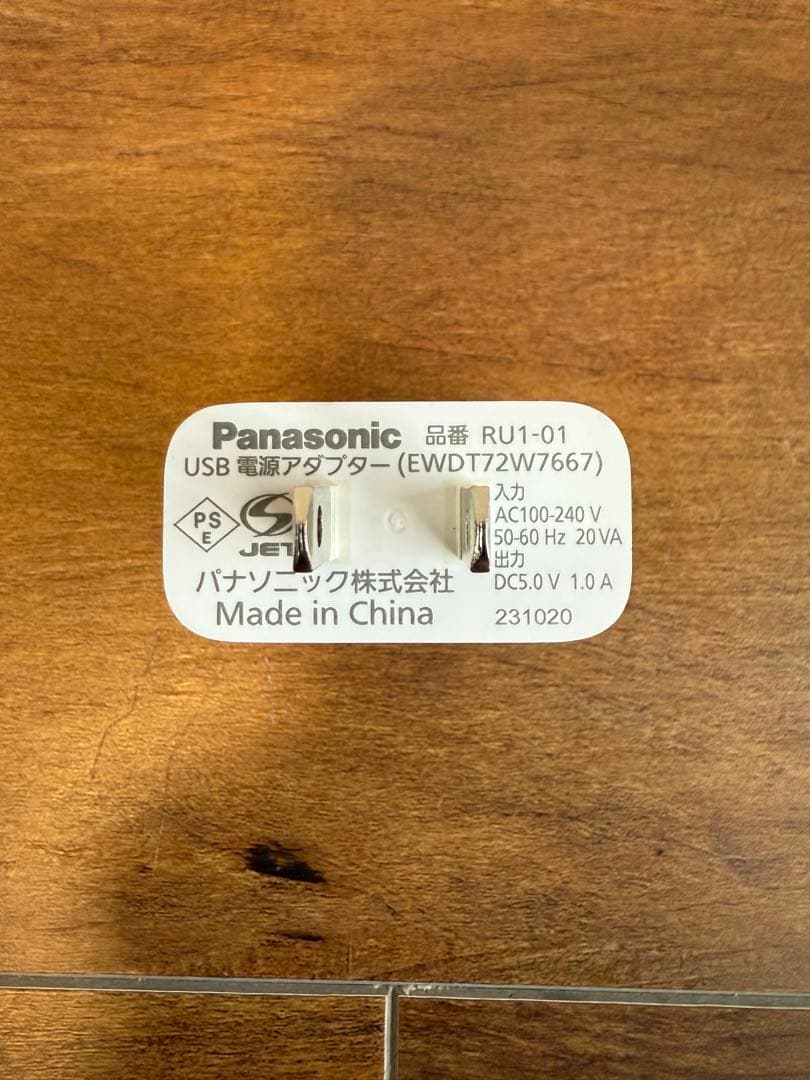 Panasonic 品番 RU1-01
USB 電源アダプター(EWDT72W7667)
PS
E
JET
入力
AC100-240 V
50-60 Hz 20 VA
出力
DC5.0 V 1.0 A
パナソニック株式会社
Made in China
231020